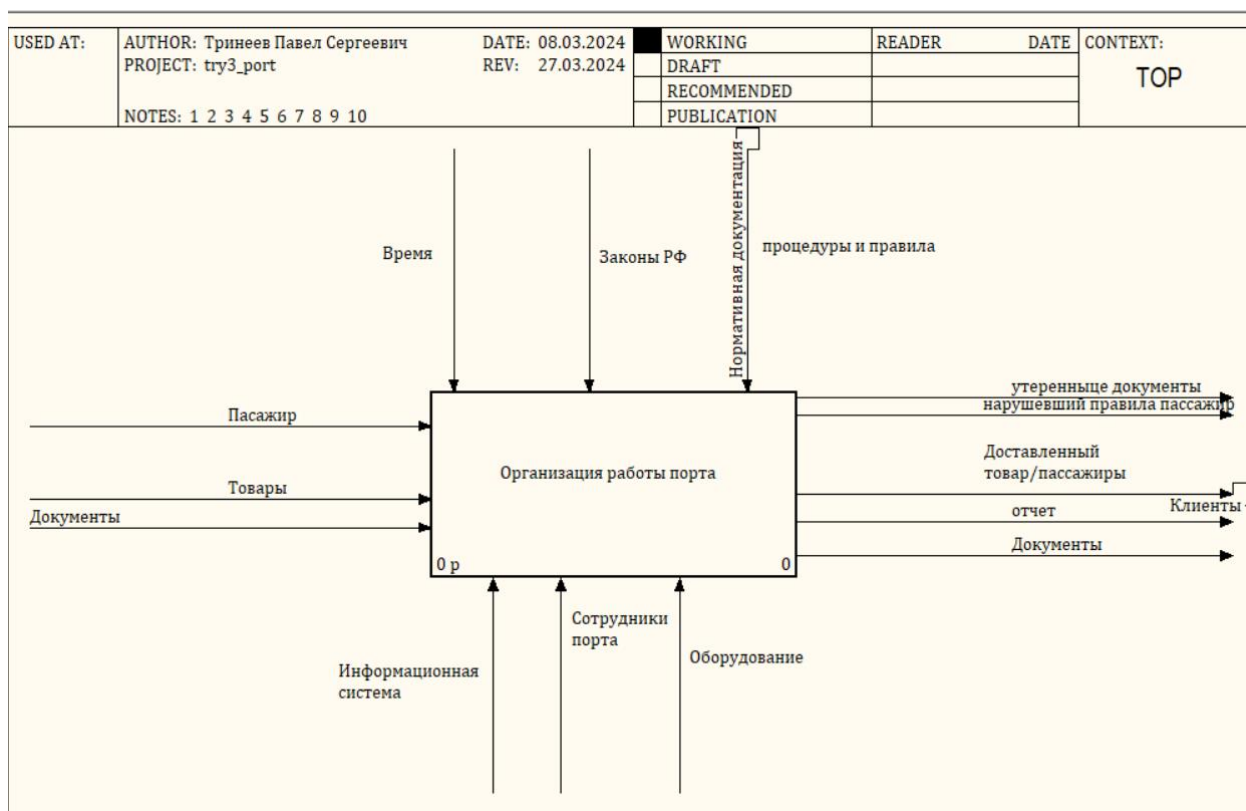 USED AT:
AUTHOR: Тринеев Павел Сергеевич
DATE: 08.03.2024
PROJECT: try3_port
REV: 27.03.2024
NOTES: 1 2 3 4 5 6 7 8 9 10
WORKING
DRAFT
RECOMMENDED
PUBLICATION
READER
DATE
CONTEXT:
TOP
Время
Законы РФ
Нормативная документация
процедуры и правила
Пасажир
Товары
Документы
Организация работы порта
0 р
0
утеренныце документы
нарушевший правила пассажир
Доставленный
товар/пассажиры
Клиенты
отчет
Документы
Информационная
система
Сотрудники
порта
Оборудование